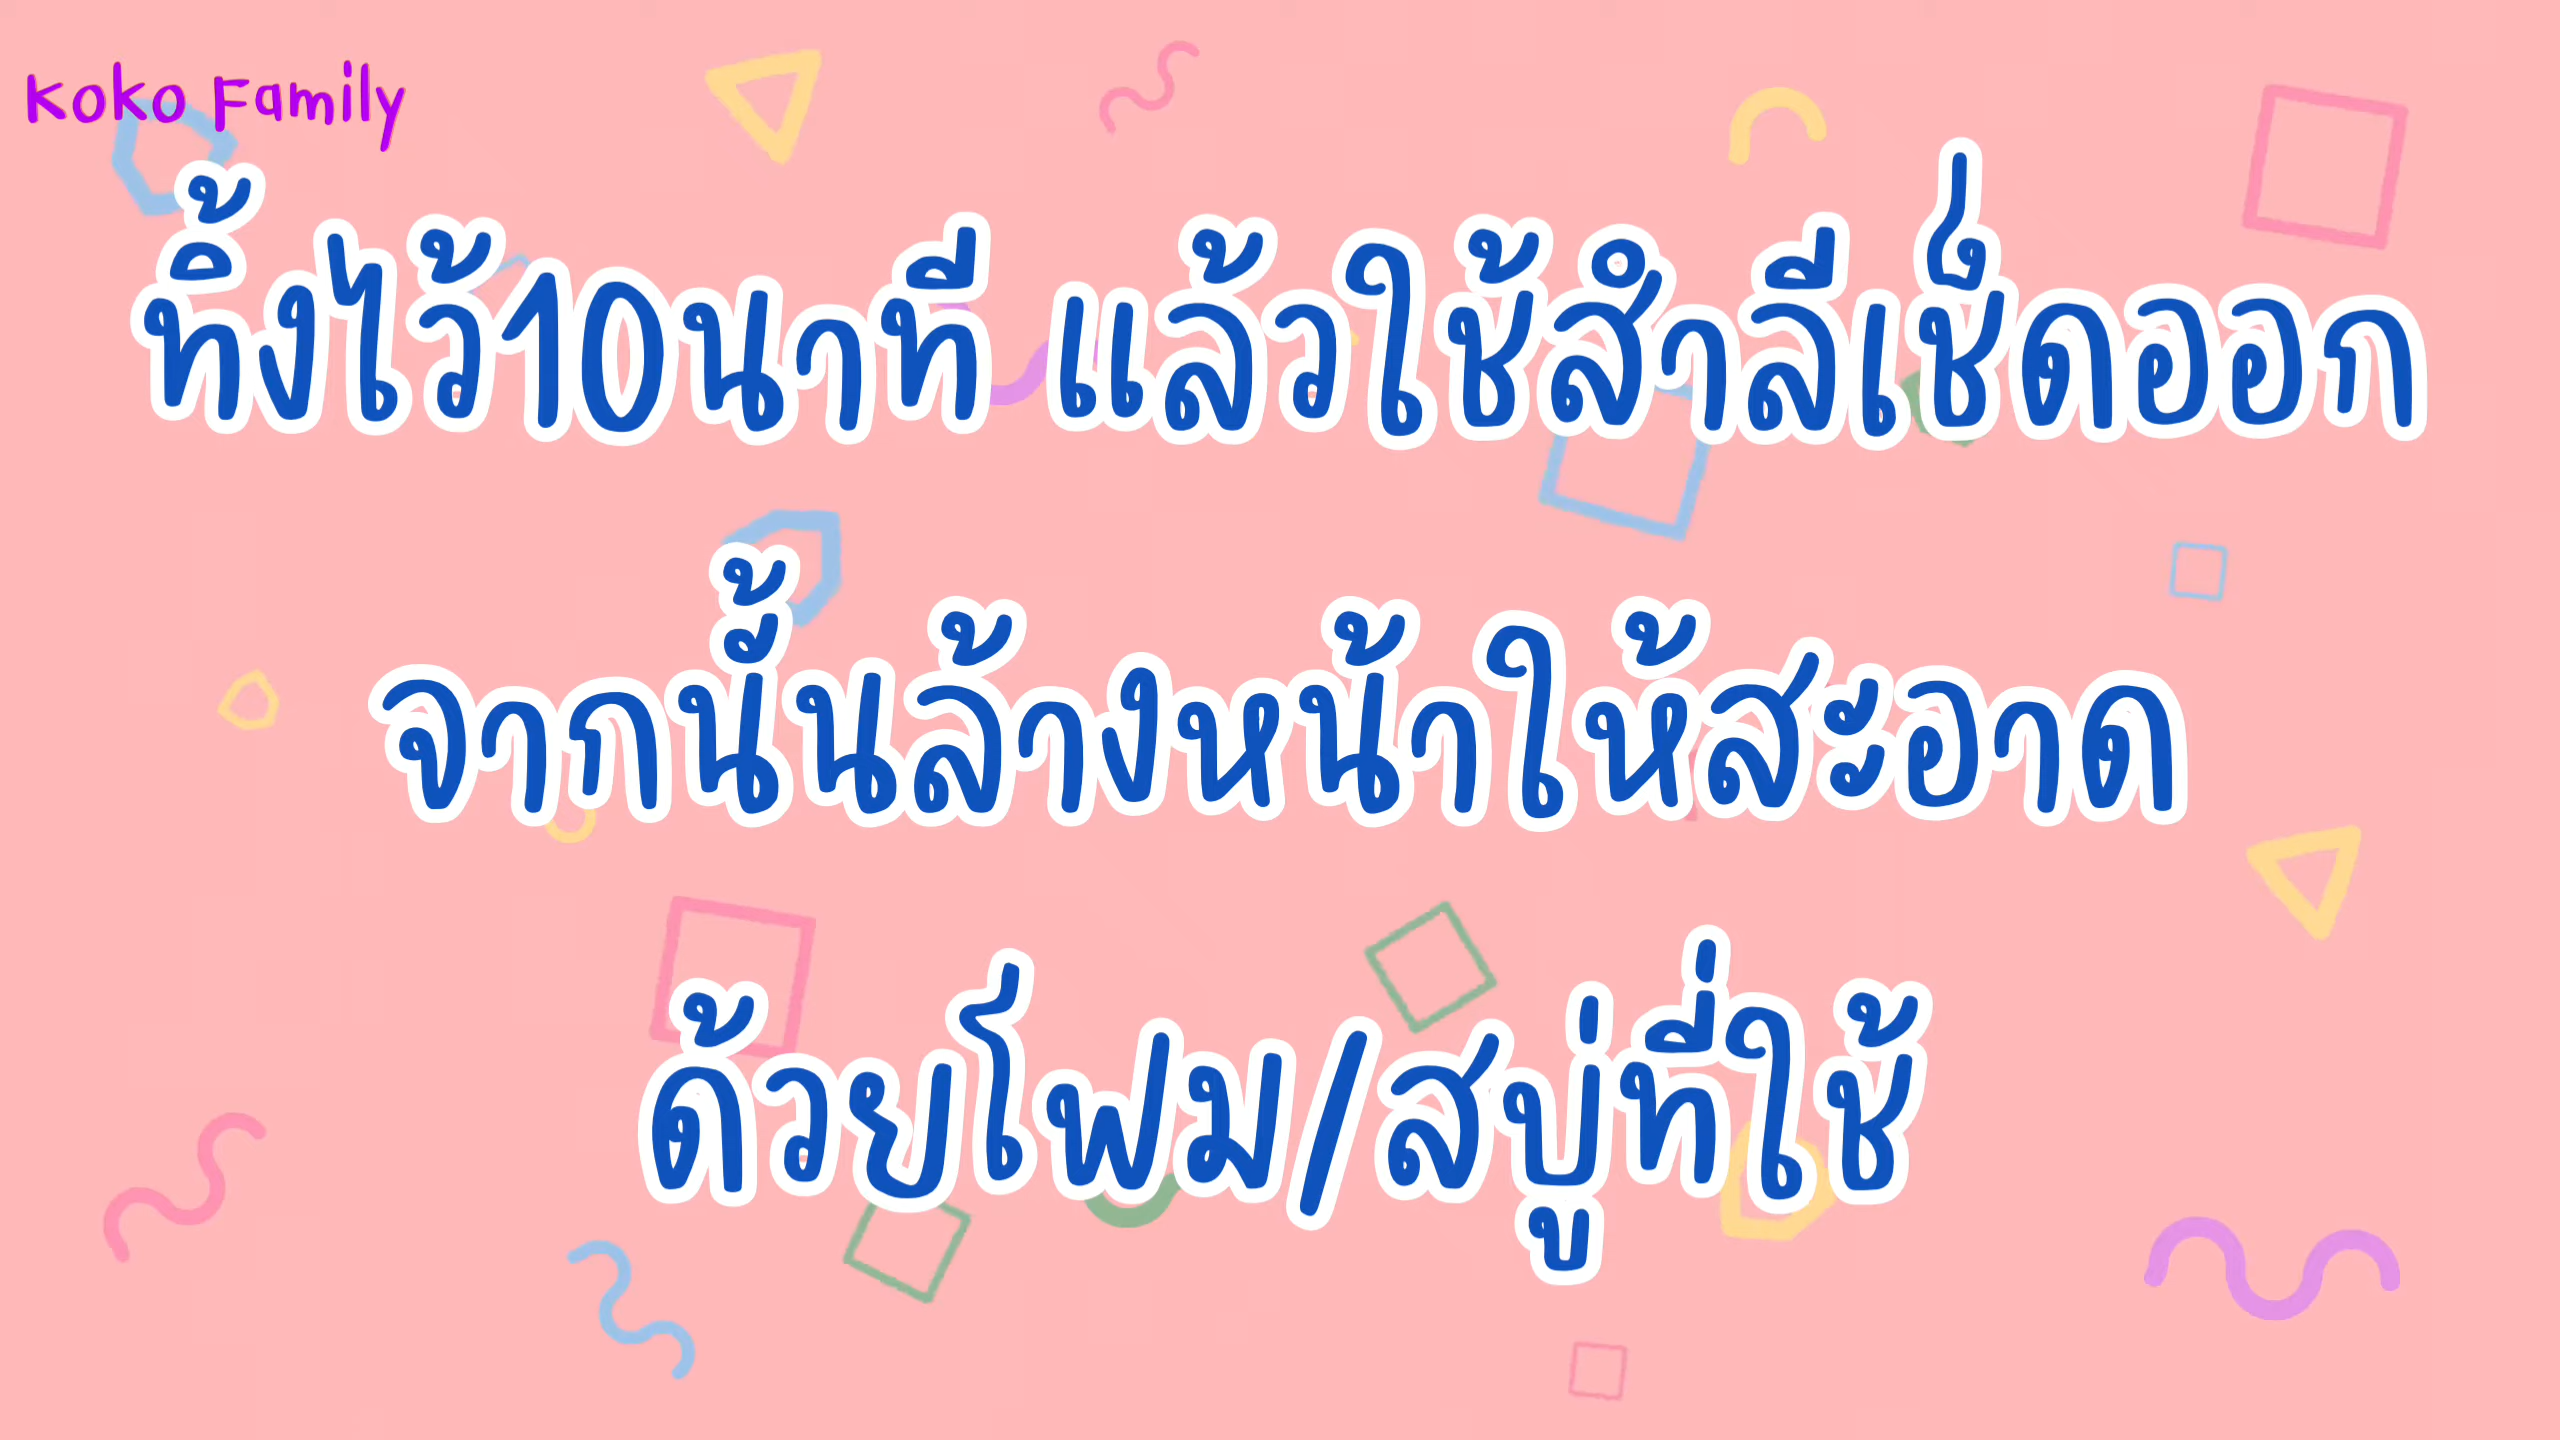 Koko Family
ทิ้งไว้10นาที แล้วใช้สำลีเช็ดออก
จากนั้นล้างหน้าให้สะอาด
ด้วยโฟม/สบู่ที่ใช้